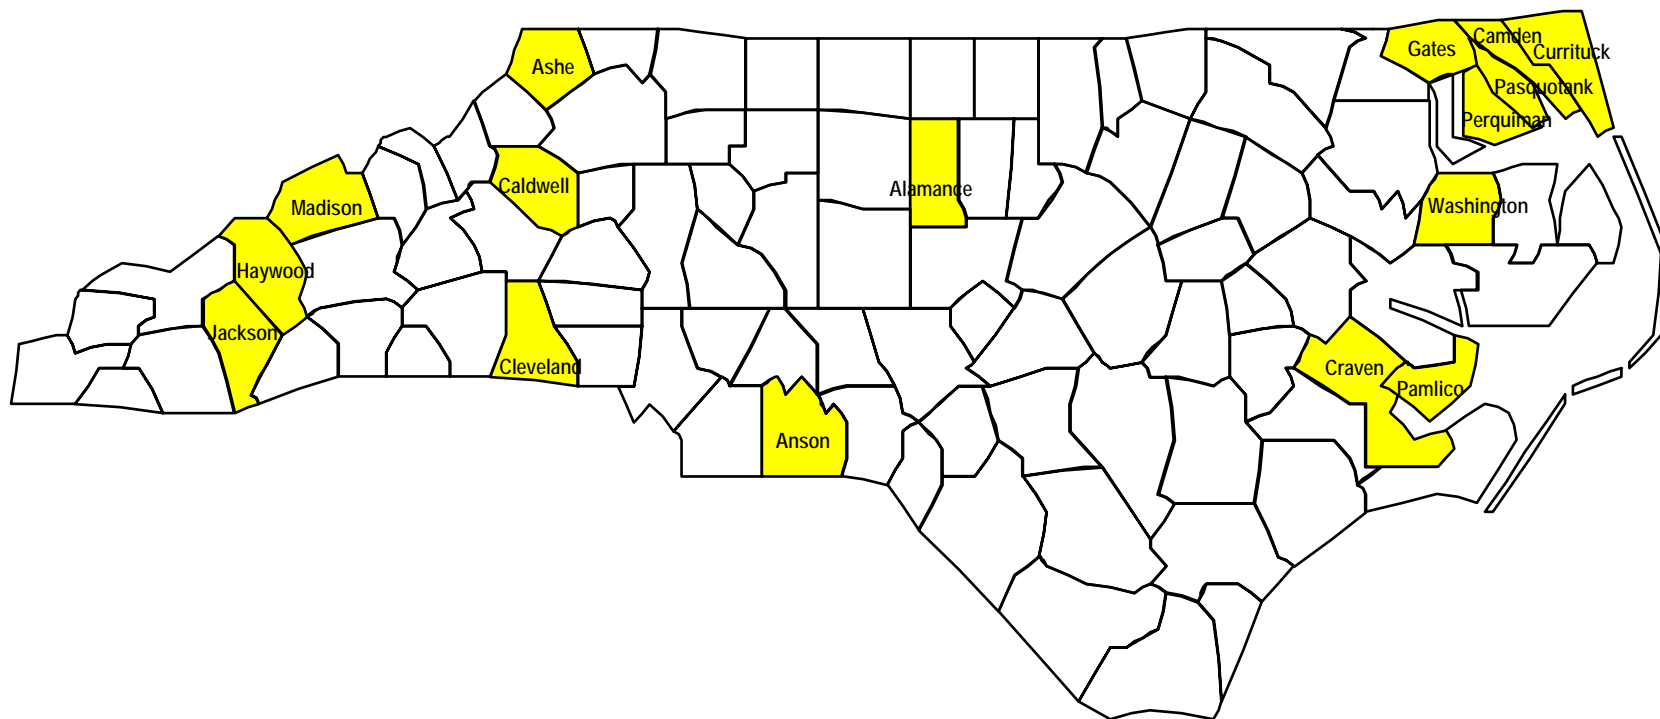 Ashe
Gates
Camden
Currituck
Pasquotank
Perquiman
Caldwell
Alamance
Madison
Washington
Haywood
Jackson
Cleveland
Craven
Pamlico
Anson